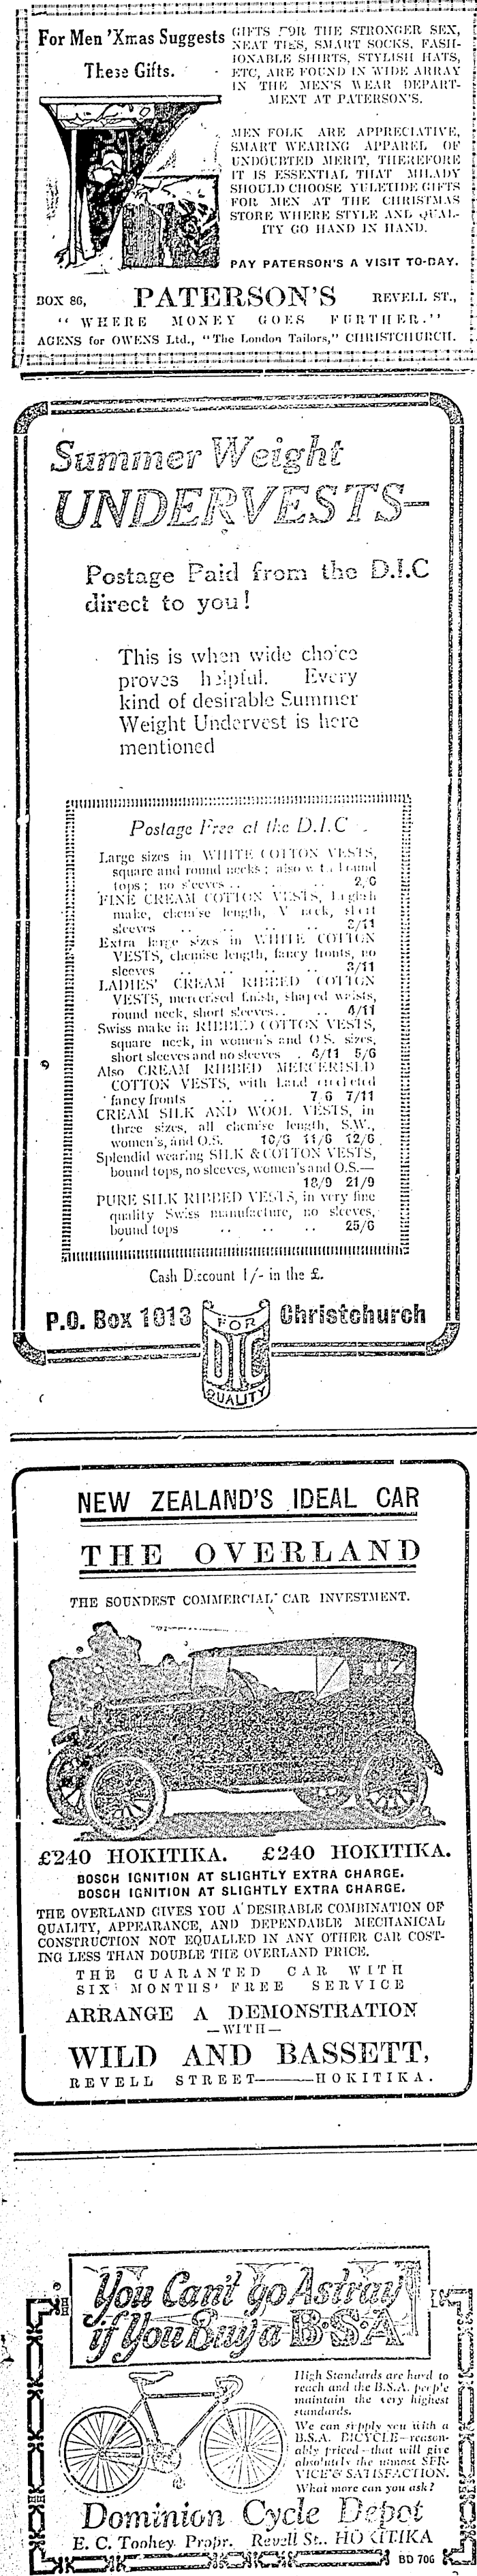 For Men 'Xmas Suggests
These Gifts.
GIFTS FOR THE STRONGER SEX,
NEAT TIES, SMART SOCKS, FASH-
IONABLE SHIRTS, STYLISH HATS,
ETC, ARE FOUND IN WIDE ARRAY
IN THE MEN'S WEAR DEPART-
MENT AT PATERSON'S.
MEN FOLK ARE APPRECIATIVE,
SMART WEARING APPAREL OF
UNDOUBTED MERIT, THEREFORE
IT IS ESSENTIAL THAT MILADY
SHOULD CHOOSE YULETIDE GIFTS
FOR MEN AT THE CHRISTMAS
STORE WHERE STYLE AND QUAL-
ITY GO HAND IN HAND.
PAY PATERSON'S A VISIT TO-DAY.
BOX 86, PATERSON'S REVELL ST.,
"WHERE MONEY GOES FURTHER."
AGENS for OWENS Ltd., "The London Tailors," CHRISTCHURCH.
Summer Weight
UNDERVESTS—
Postage Paid from the D.I.C
direct to you!
This is when wide choice
proves helpful. Every
kind of desirable Summer
Weight Undervest is here
mentioned
Postage Free at the D.I.C.
Large sizes in WHITE COTTON VESTS,
square and round necks; also with round
tops; no sleeves .. .. .. 2/6
FINE CREAM COTTON VESTS, English
make, chemise length, V neck, short
sleeves .. .. .. .. 3/11
Extra large sizes in WHITE COTTON
VESTS, chemise length, fancy fronts, no
sleeves .. .. .. .. 3/11
LADIES' CREAM RIBBED COTTON
VESTS, mercerised finish, shaped waists,
round neck, short sleeves.. .. 4/11
Swiss make in RIBBED COTTON VESTS,
square neck, in women's and O.S. sizes,
short sleeves and no sleeves . 4/11 5/6
Also CREAM RIBBED MERCERISED
COTTON VESTS, with hand crocheted
fancy fronts .. .. 7/6 7/11
CREAM SILK AND WOOL VESTS, in
three sizes, all chemise length, S.W.,
women's, and O.S. 10/6 11/6 12/6
Splendid wearing SILK & COTTON VESTS,
bound tops, no sleeves, women's and O.S.—
18/9 21/9
PURE SILK RIBBED VESTS, in very fine
quality Swiss manufacture, no sleeves,
bound tops .. .. .. 25/6
Cash Discount 1/- in the £.
P.O. Box 1013 Christchurch
FOR
DIC
QUALITY
NEW ZEALAND'S IDEAL CAR
THE OVERLAND
THE SOUNDEST COMMERCIAL CAR INVESTMENT.
£240 HOKITIKA. £240 HOKITIKA.
BOSCH IGNITION AT SLIGHTLY EXTRA CHARGE.
BOSCH IGNITION AT SLIGHTLY EXTRA CHARGE.
THE OVERLAND GIVES YOU A DESIRABLE COMBINATION OF
QUALITY, APPEARANCE, AND DEPENDABLE MECHANICAL
CONSTRUCTION NOT EQUALLED IN ANY OTHER CAR COST-
ING LESS THAN DOUBLE THE OVERLAND PRICE.
THE GUARANTED CAR WITH
SIX MONTHS' FREE SERVICE
ARRANGE A DEMONSTRATION
—WITH—
WILD AND BASSETT,
REVELL STREET———HOKITIKA.
You Can't go Astray
if You Buy a B.S.A
High Standards are hard to
reach and the B.S.A. people
maintain the very highest
standards.
We can supply you with a
B.S.A. BICYCLE—reason-
ably priced—that will give
absolutely the utmost SER-
VICE & SATISFACTION.
What more can you ask?
Dominion Cycle Depot
E. C. Toohey Propr. Revell St.. HOKITIKA
BD 706